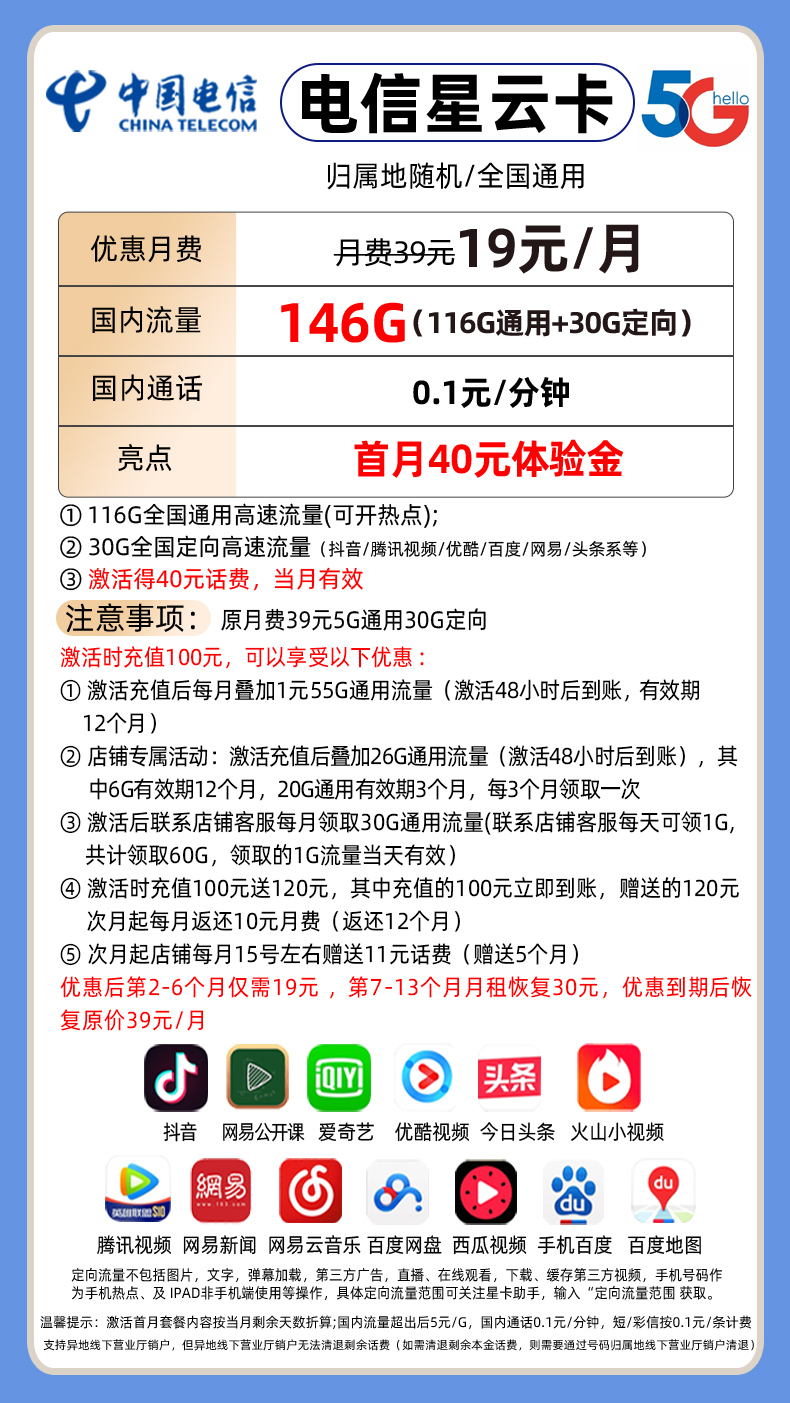 中国电信
CHINA TELECOM
电信星云卡
5G
hello
归属地随机/全国通用
优惠月费
月费39元19元/月
国内流量
146G(116G通用+30G定向)
国内通话
0.1元/分钟
亮点
首月40元体验金
① 116G全国通用高速流量(可开热点);
② 30G全国定向高速流量(抖音/腾讯视频/优酷/百度/网易/头条系等)
③ 激活得40元话费，当月有效
注意事项：原月费39元5G通用30G定向
激活时充值100元，可以享受以下优惠：
① 激活充值后每月叠加1元55G通用流量（激活48小时后到账, 有效期
12个月）
② 店铺专属活动：激活充值后叠加26G通用流量（激活48小时后到账），其
中6G有效期12个月，20G通用有效期3个月，每3个月领取一次
③ 激活后联系店铺客服每月领取30G通用流量(联系店铺客服每天可领1G,
共计领取60G，领取的1G流量当天有效）
④ 激活时充值100元送120元，其中充值的100元立即到账，赠送的120元
次月起每月返还10元月费（返还12个月）
⑤ 次月起店铺每月15号左右赠送11元话费（赠送5个月）
优惠后第2-6个月仅需19元 ，第7-13个月月租恢复30元，优惠到期后恢
复原价39元/月
iQIYI
头条
抖音 网易公开课 爱奇艺 优酷视频 今日头条 火山小视频
網易
www.163.com
du
du
腾讯视频 网易新闻 网易云音乐 百度网盘 西瓜视频 手机百度 百度地图
定向流量不包括图片，文字，弹幕加载，第三方广告，直播、在线观看，下载、缓存第三方视频，手机号码作
为手机热点、及 IPAD非手机端使用等操作，具体定向流量范围可关注星卡助手，输入“定向流量范围 获取。
温馨提示：激活首月套餐内容按当月剩余天数折算;国内流量超出后5元/G，国内通话0.1元/分钟，短/彩信按0.1元/条计费
支持异地线下营业厅销户，但异地线下营业厅销户无法清退剩余话费（如需清退剩余本金话费，则需要通过号码归属地线下营业厅销户清退）